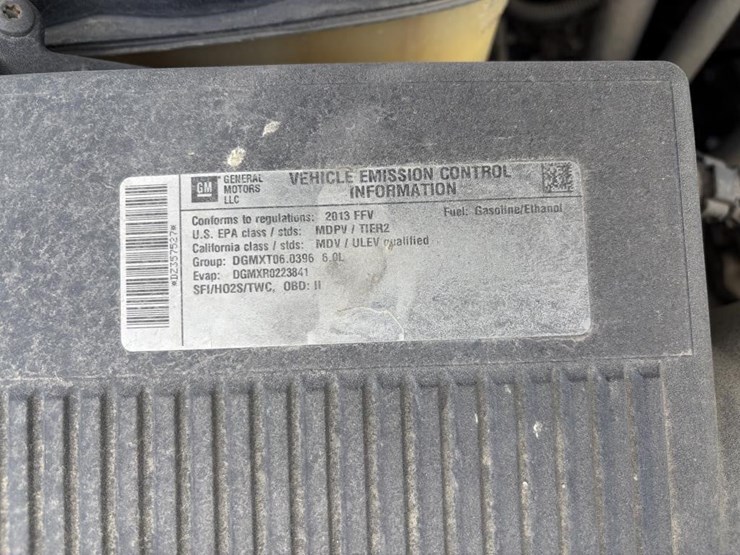 GM GENERAL MOTORS LLC
VEHICLE EMISSION CONTROL
INFORMATION
Conforms to regulations: 2013 FFV
Fuel: Gasoline/Ethanol
U.S. EPA class / stds: MDPV / TIER2
California class / stds: MDV / ULEV qualified
Group: DGMXT06.0396 6.0L
Evap: DGMXR0223841
SFI/HO2S/TWC, OBD: II
*DZ357527*